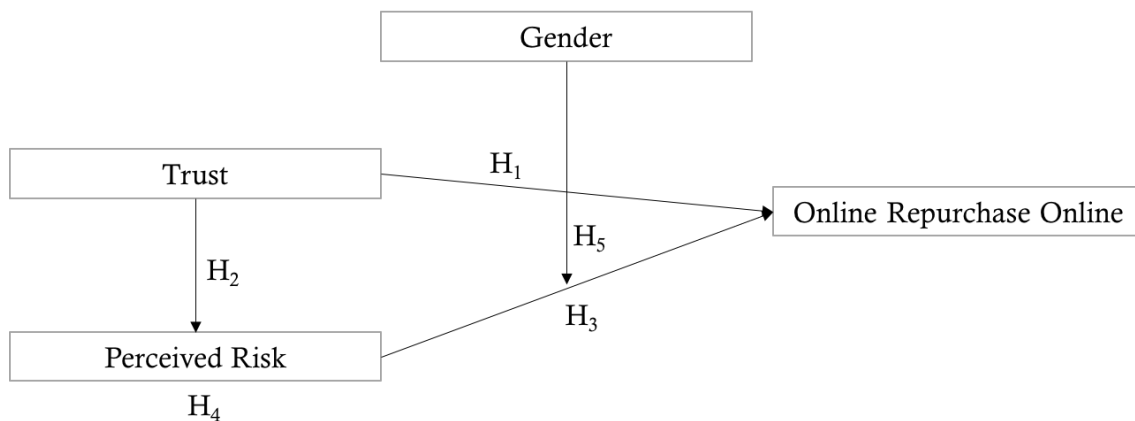 Gender
Trust
H₁
Online Repurchase Online
H₅
H₂
H₃
Perceived Risk
H₄